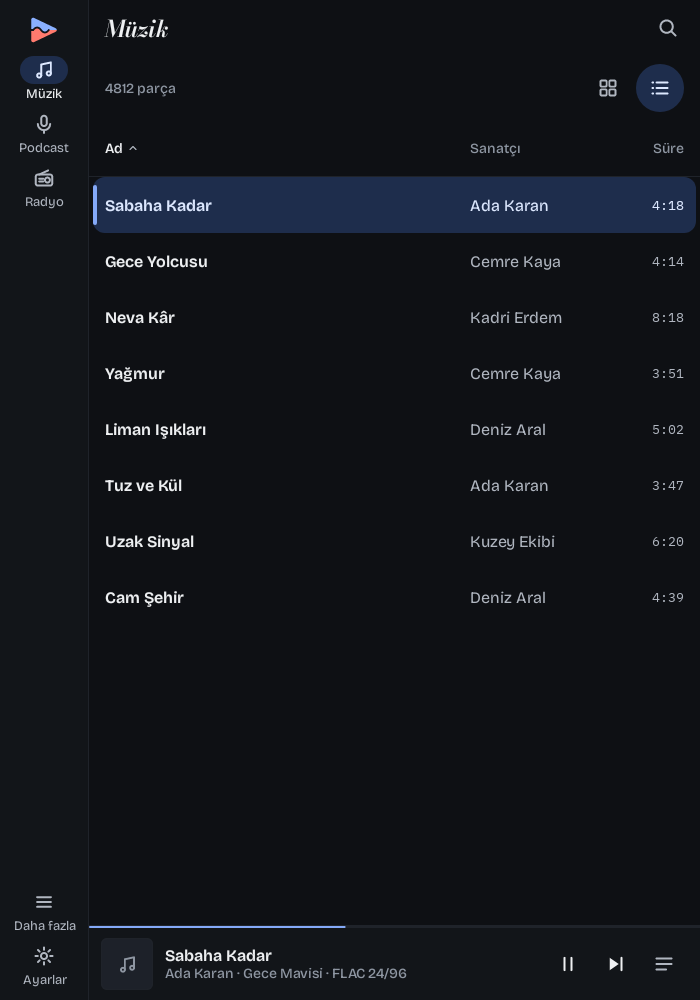 Müzik
Müzik
Podcast
Radyo
4812 parça
Ad Sanatçı Süre
Sabaha Kadar Ada Karan 4:18
Gece Yolcusu Cemre Kaya 4:14
Neva Kâr Kadri Erdem 8:18
Yağmur Cemre Kaya 3:51
Liman Işıkları Deniz Aral 5:02
Tuz ve Kül Ada Karan 3:47
Uzak Sinyal Kuzey Ekibi 6:20
Cam Şehir Deniz Aral 4:39
Daha fazla
Ayarlar
Sabaha Kadar
Ada Karan · Gece Mavisi · FLAC 24/96